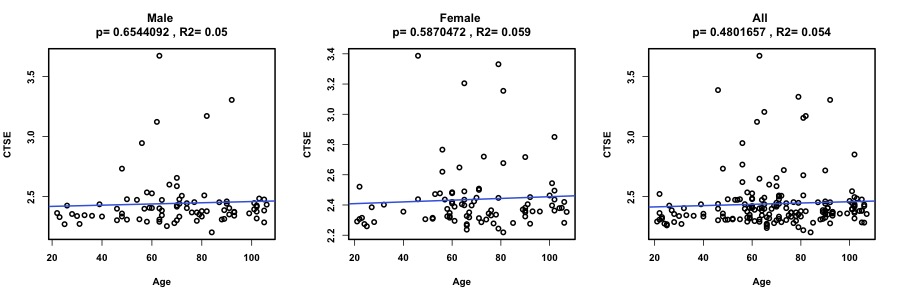 Male
p= 0.6544092 , R2= 0.05
CTSE
3.5
3.0
2.5
20 40 60 80 100
Age
Female
p= 0.5870472 , R2= 0.059
CTSE
3.4
3.2
3.0
2.8
2.6
2.4
2.2
20 40 60 80 100
Age
All
p= 0.4801657 , R2= 0.054
CTSE
3.5
3.0
2.5
20 40 60 80 100
Age